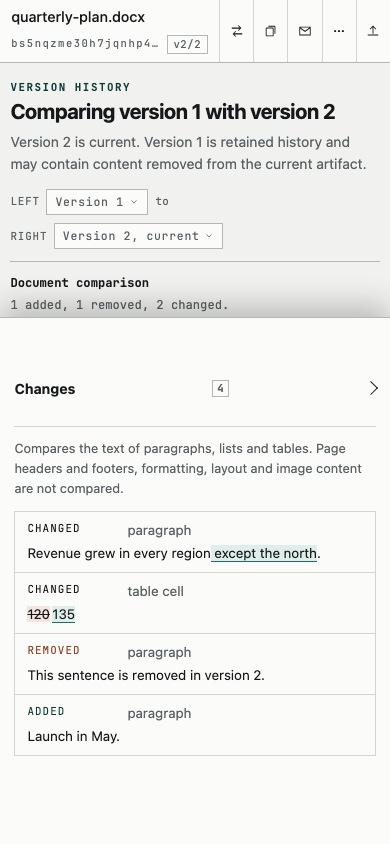 quarterly-plan.docx
bs5nqzme30h7jqnhp4… v2/2
VERSION HISTORY
Comparing version 1 with version 2
Version 2 is current. Version 1 is retained history and
may contain content removed from the current artifact.
LEFT Version 1 to
RIGHT Version 2, current
Document comparison
1 added, 1 removed, 2 changed.
Changes 4
Compares the text of paragraphs, lists and tables. Page
headers and footers, formatting, layout and image content
are not compared.
CHANGED paragraph
Revenue grew in every region except the north.
CHANGED table cell
120 135
REMOVED paragraph
This sentence is removed in version 2.
ADDED paragraph
Launch in May.